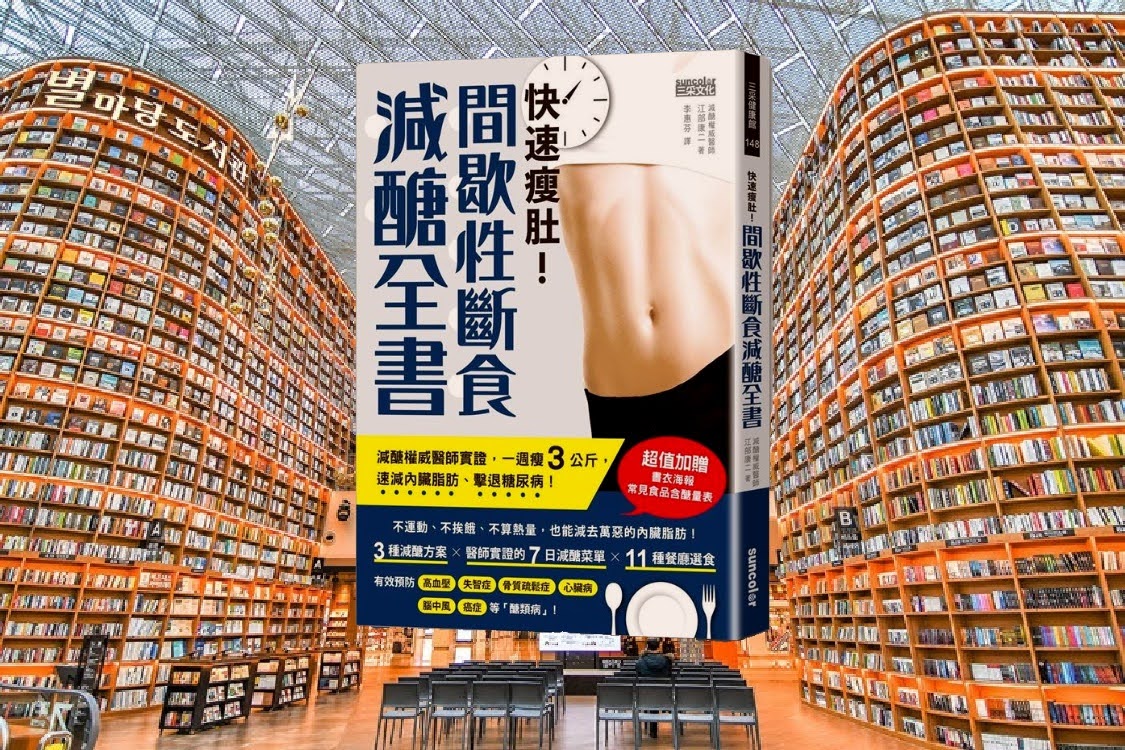 별마당도서관
快速瘦肚！
間歇性斷食
減醣全書
suncolor
三采文化
減醣權威醫師
江部康二 著
李惠芬 譯
減醣權威醫師實證，一週瘦3公斤，
速減內臟脂肪、擊退糖尿病！
超值加贈
書衣海報
常見食品含醣量表
不運動、不挨餓、不算熱量，也能減去萬惡的內臟脂肪！
3種減醣方案×醫師實證的7日減醣菜單×11種餐廳選食
有效預防 高血壓 失智症 骨質疏鬆症 心臟病
腦中風 癌症 等「醣類病」！
三采健康館 148
快速瘦肚！間歇性斷食減醣全書
減醣權威醫師
江部康二 著
suncolor
A
B